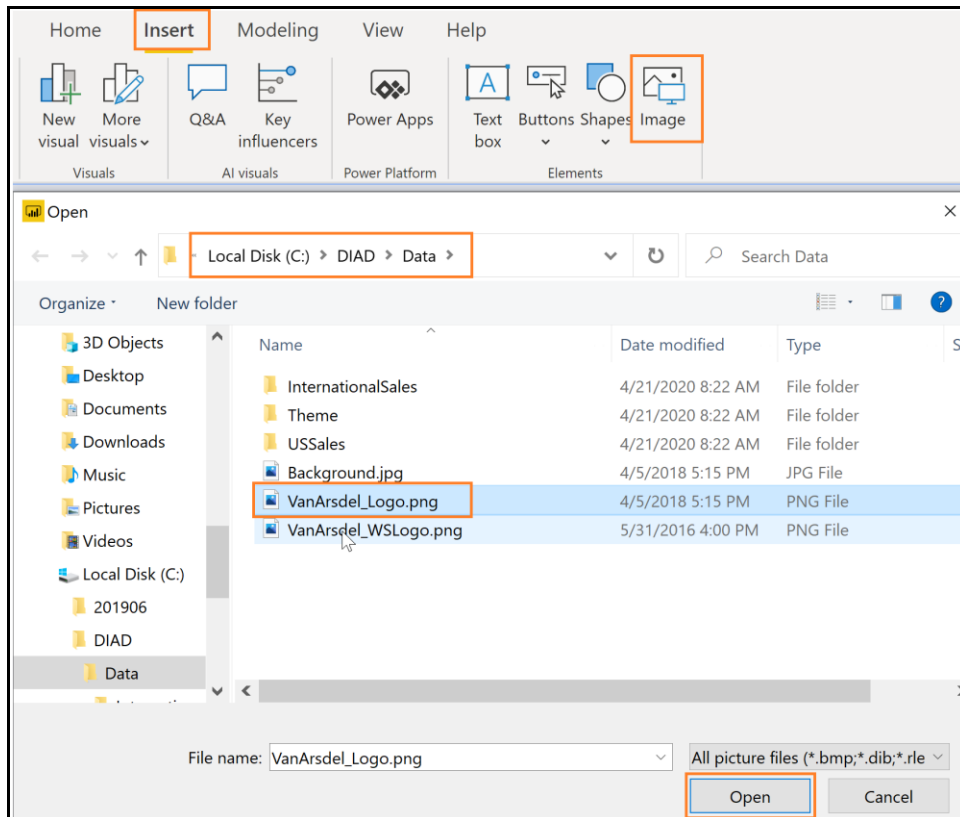 Home Insert Modeling View Help
New visual
More visuals
Q&A
Key influencers
Power Apps
Text box
Buttons
Shapes
Image
Visuals AI visuals Power Platform Elements
Open
Local Disk (C:) > DIAD > Data >
Search Data
Organize New folder
?
3D Objects
Desktop
Documents
Downloads
Music
Pictures
Videos
Local Disk (C:)
201906
DIAD
Data
Name Date modified Type S
InternationalSales 4/21/2020 8:22 AM File folder
Theme 4/21/2020 8:22 AM File folder
USSales 4/21/2020 8:22 AM File folder
Background.jpg 4/5/2018 5:15 PM JPG File
VanArsdel_Logo.png 4/5/2018 5:15 PM PNG File
VanArsdel_WSLogo.png 5/31/2016 4:00 PM PNG File
File name: VanArsdel_Logo.png All picture files (*.bmp;*.dib;*.rle
Open Cancel